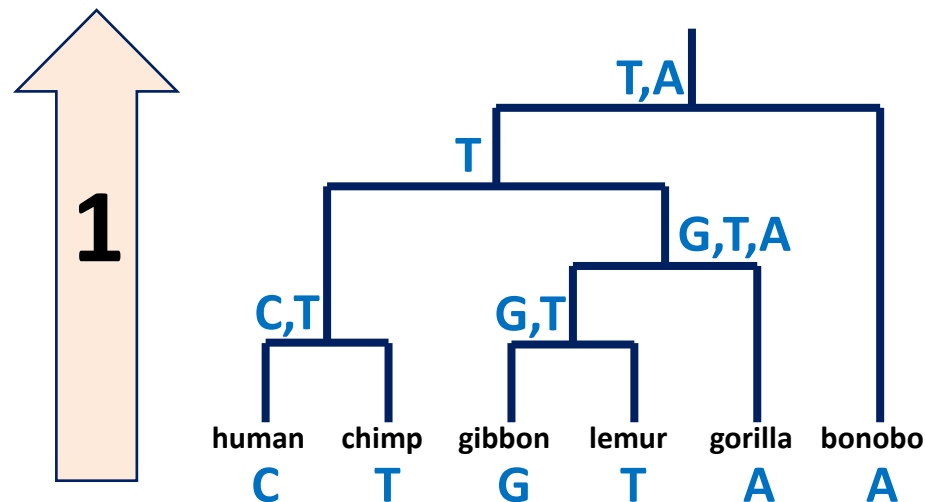 T,A
T
1
G,T,A
C,T
G,T
human chimp gibbon lemur gorilla bonobo
C T G T A A